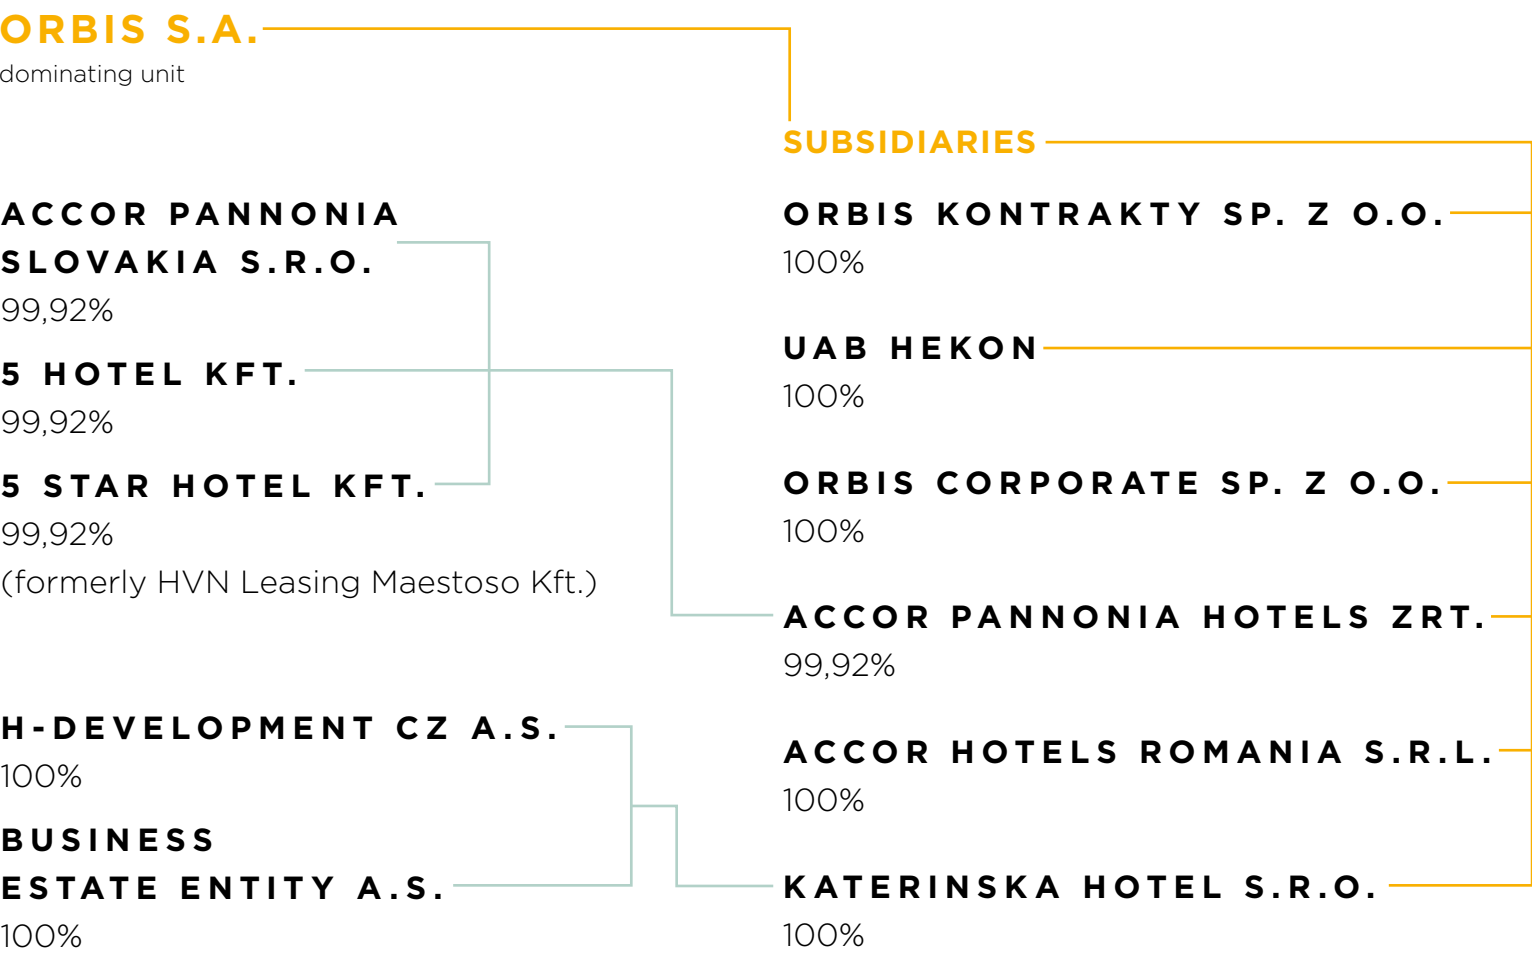 ORBIS S.A.
dominating unit
SUBSIDIARIES
ACCOR PANNONIA
SLOVAKIA S.R.O.
99,92%
5 HOTEL KFT.
99,92%
5 STAR HOTEL KFT.
99,92%
(formerly HVN Leasing Maestoso Kft.)
H-DEVELOPMENT CZ A.S.
100%
BUSINESS
ESTATE ENTITY A.S.
100%
ORBIS KONTRAKTY SP. Z O.O.
100%
UAB HEKON
100%
ORBIS CORPORATE SP. Z O.O.
100%
ACCOR PANNONIA HOTELS ZRT.
99,92%
ACCOR HOTELS ROMANIA S.R.L.
100%
KATERINSKA HOTEL S.R.O.
100%